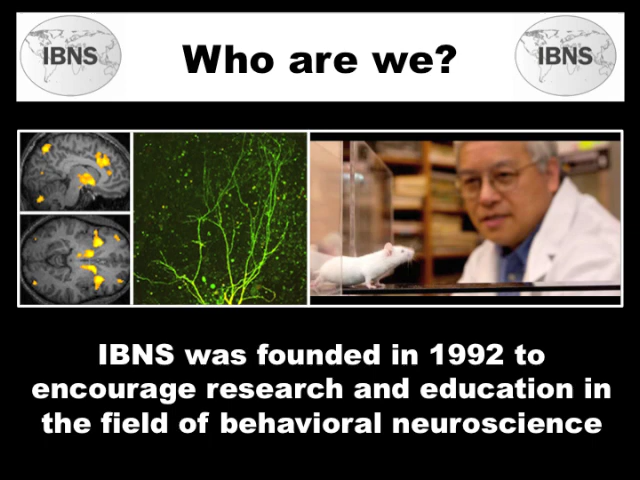 IBNS
Who are we?
IBNS
IBNS was founded in 1992 to
encourage research and education in
the field of behavioral neuroscience